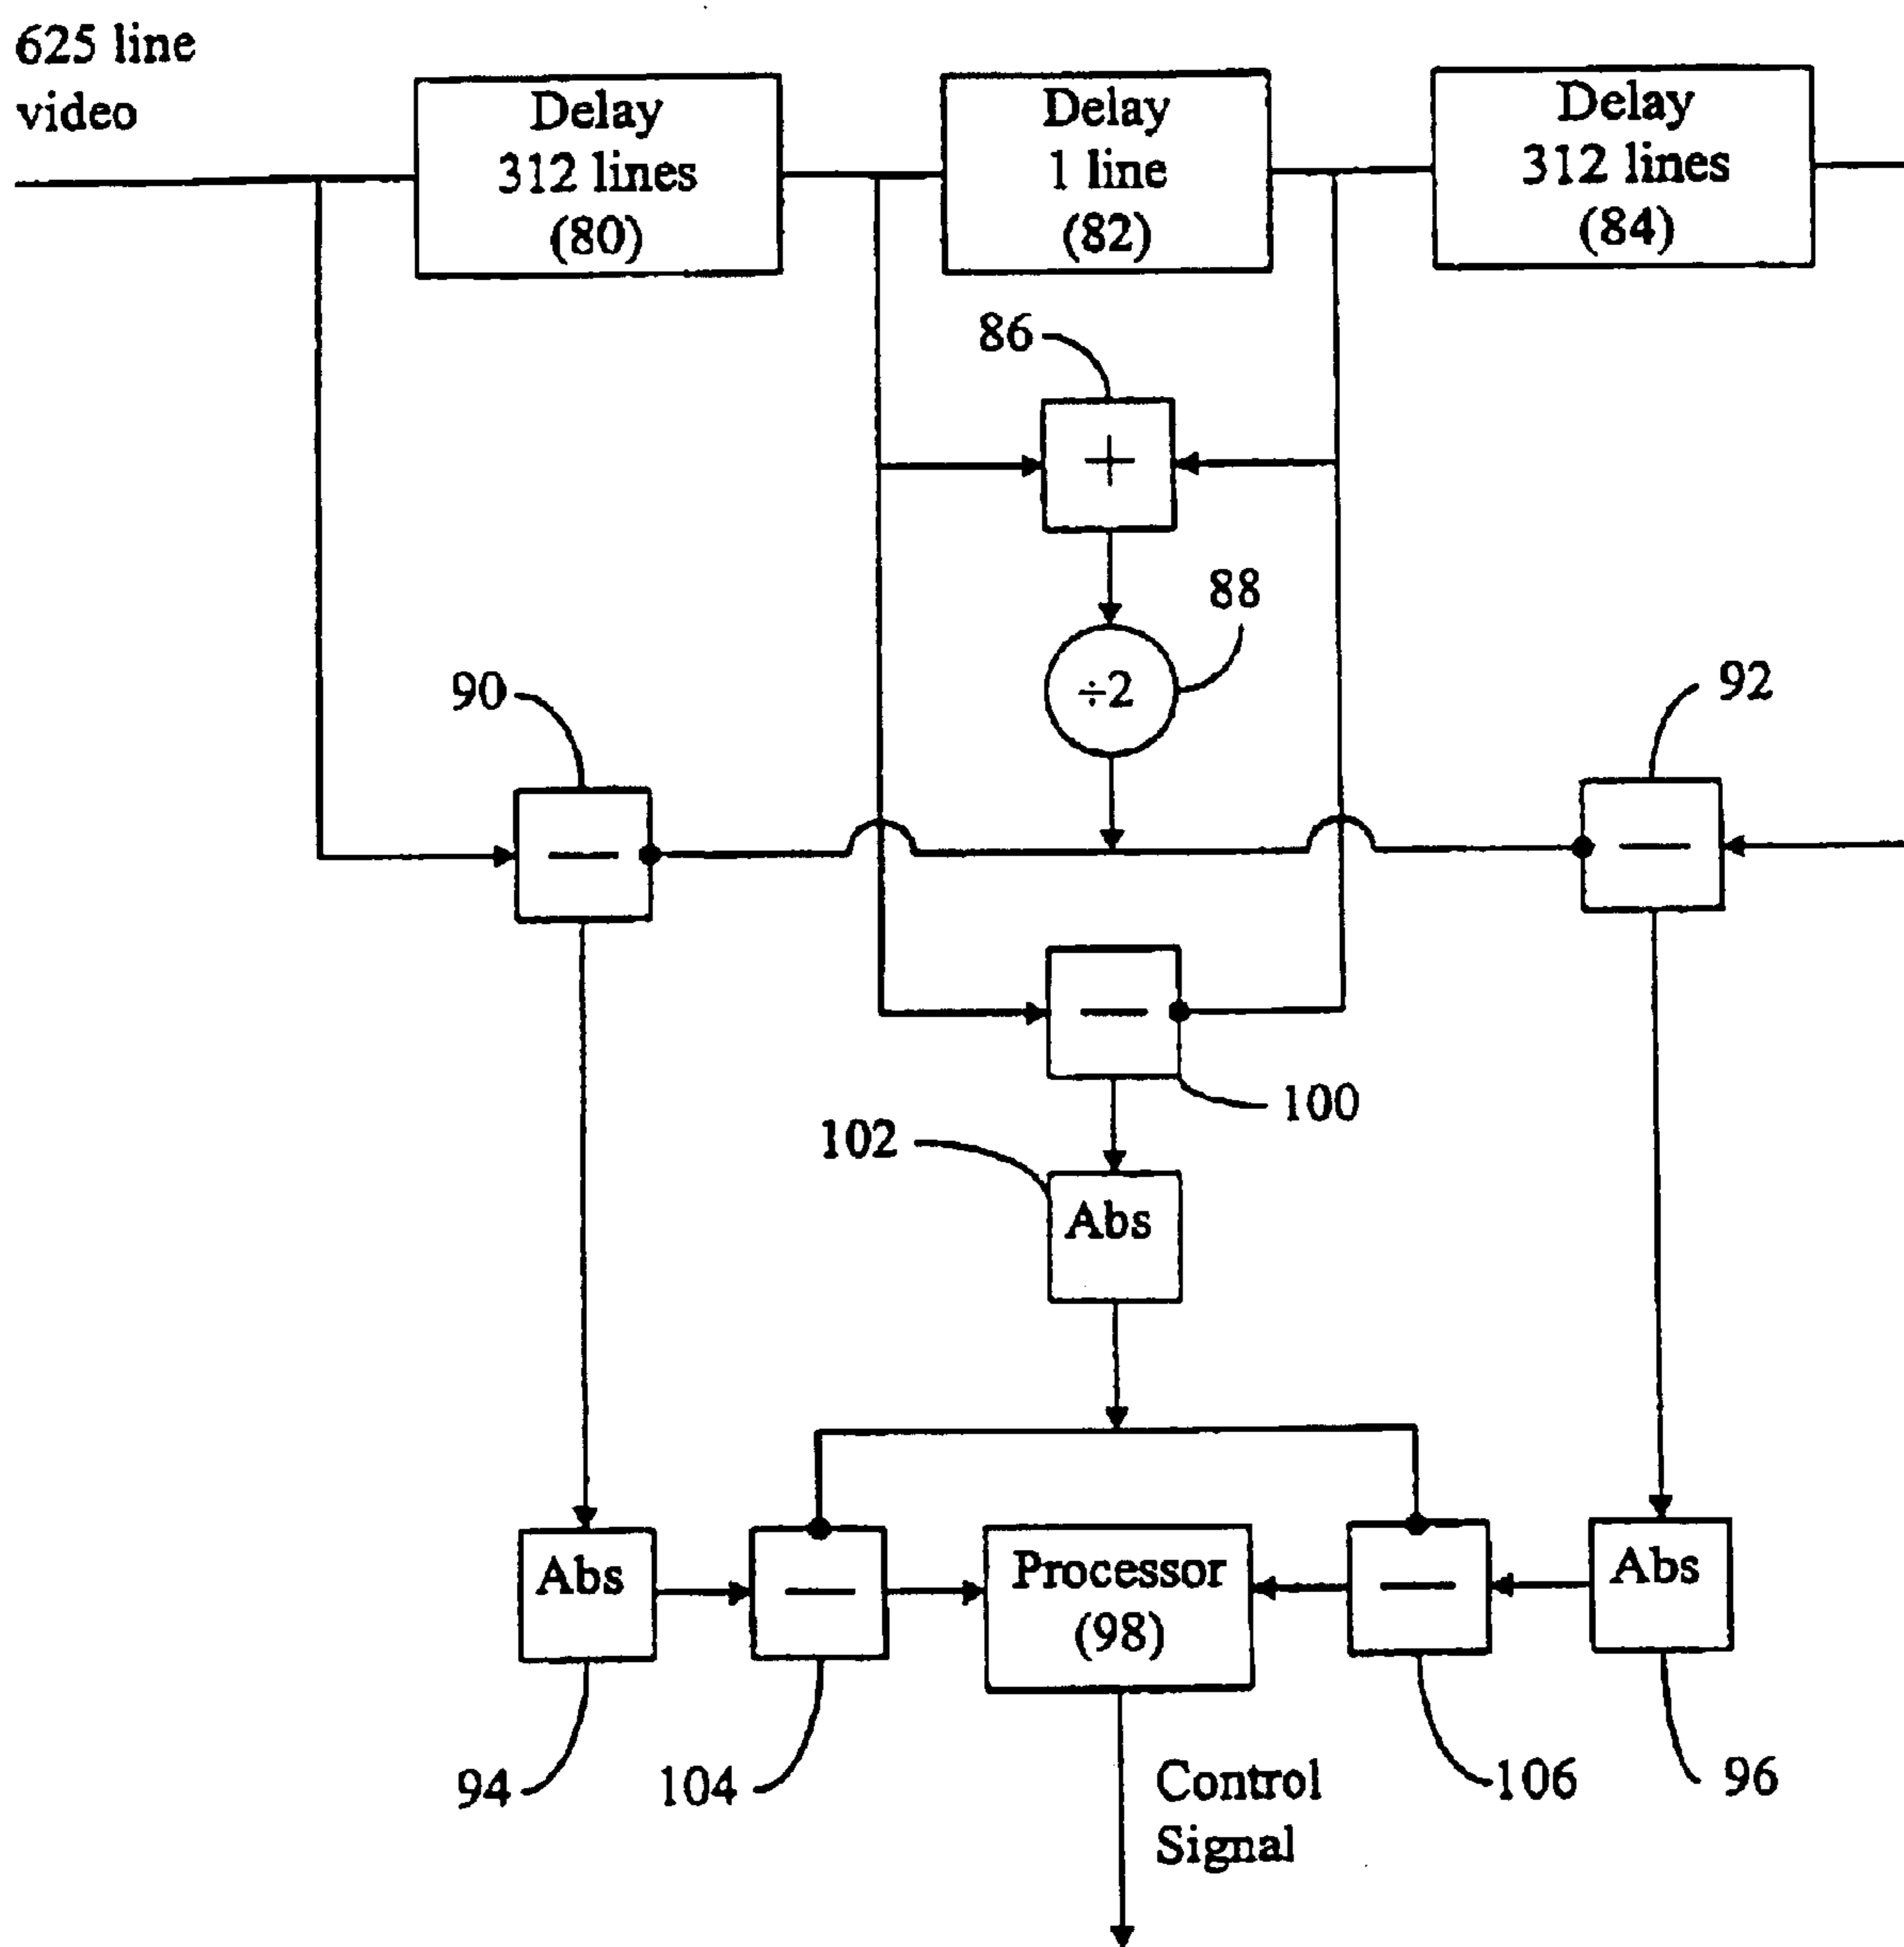 625 line
video
Delay
312 lines
(80)
Delay
1 line
(82)
Delay
312 lines
(84)
86
+
88
÷2
90
92
—
—
—
100
102
Abs
Abs
—
Processor
(98)
—
Abs
94
104
Control
Signal
106
96